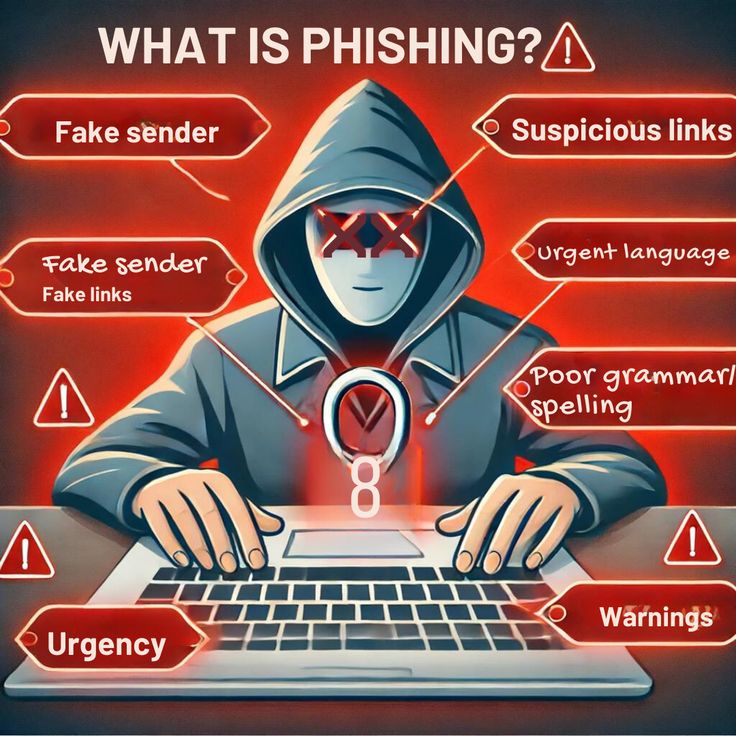 WHAT IS PHISHING?
Fake sender
Suspicious links
Fake sender
Fake links
Urgent language
Poor grammar/
spelling
8
Urgency
Warnings